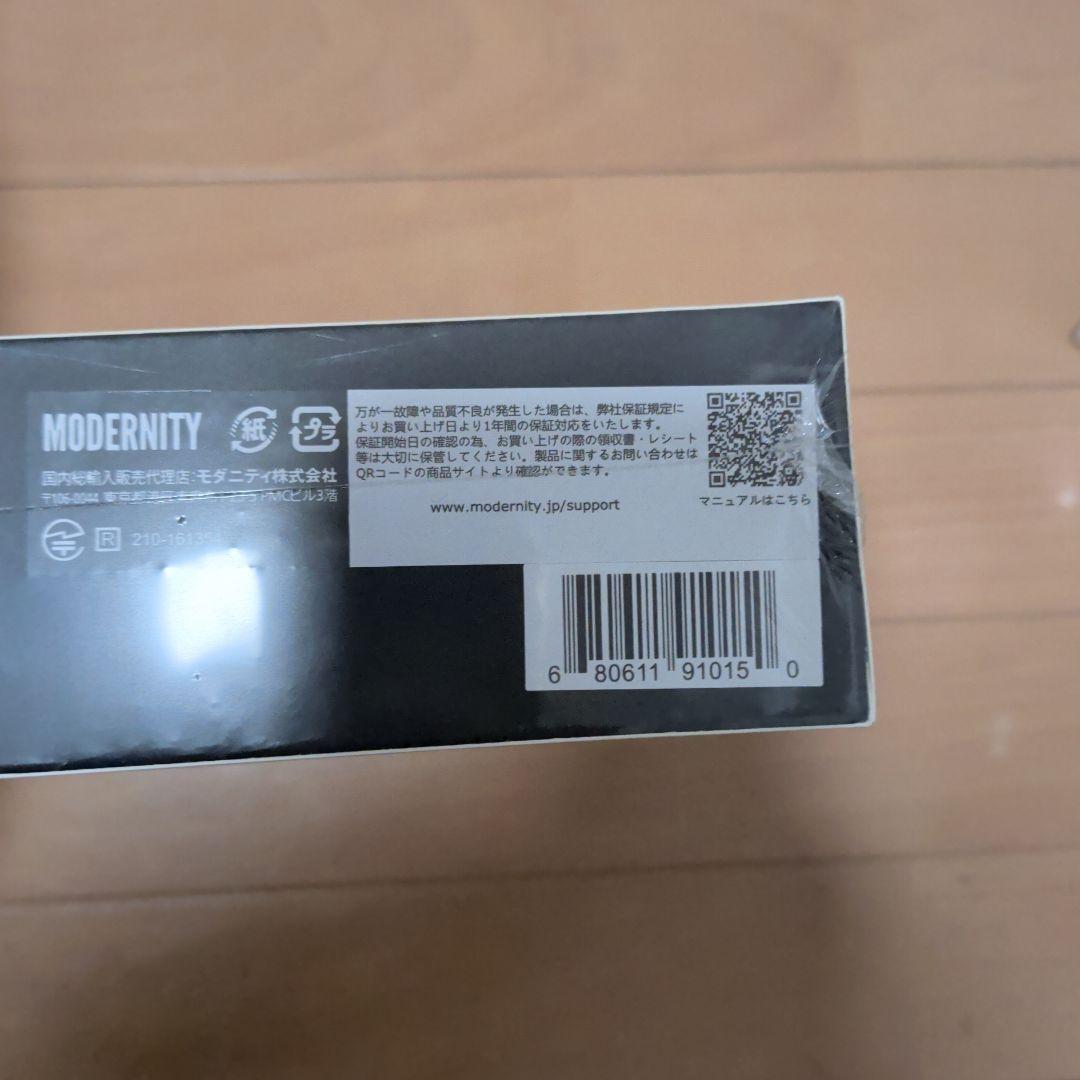 MODERNITY
紙
プラ
国内総輸入販売代理店:モダニティ株式会社
〒106-0044 東京都港区 PMCビル3階
R 210-161354
万が一故障や品質不良が発生した場合は、弊社保証規定に
よりお買い上げ日より1年間の保証対応をいたします。
保証開始日の確認の為、お買い上げの際の領収書・レシート
等は大切に保管してください。製品に関するお問い合わせは
QRコードの商品サイトより確認ができます。
www.modernity.jp/support
マニュアルはこちら
6 80611 91015 0